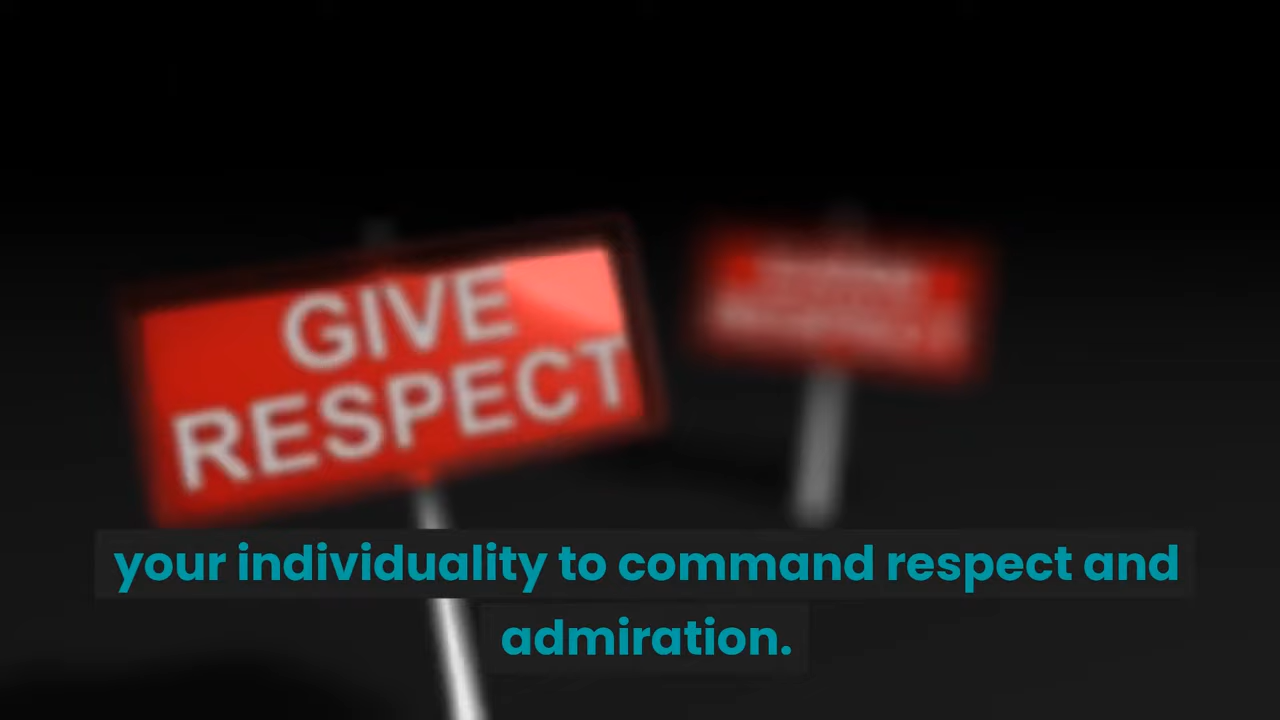 GIVE
RESPECT
your individuality to command respect and
admiration.